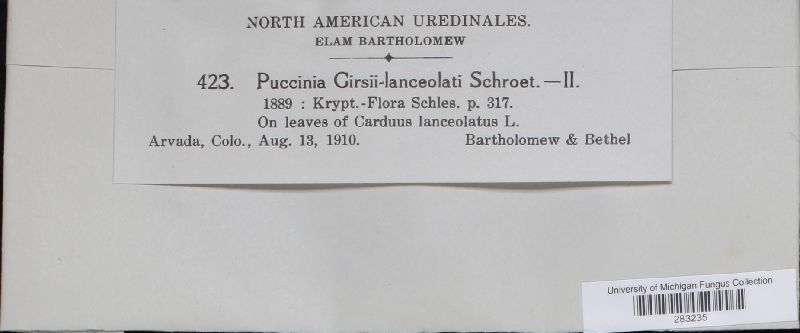 NORTH AMERICAN UREDINALES.
ELAM BARTHOLOMEW
423. Puccinia Cirsii-lanceolati Schroet.—II.
1889 : Krypt.-Flora Schles. p. 317.
On leaves of Carduus lanceolatus L.
Arvada, Colo., Aug. 13, 1910. Bartholomew & Bethel
University of Michigan Fungus Collection
283235